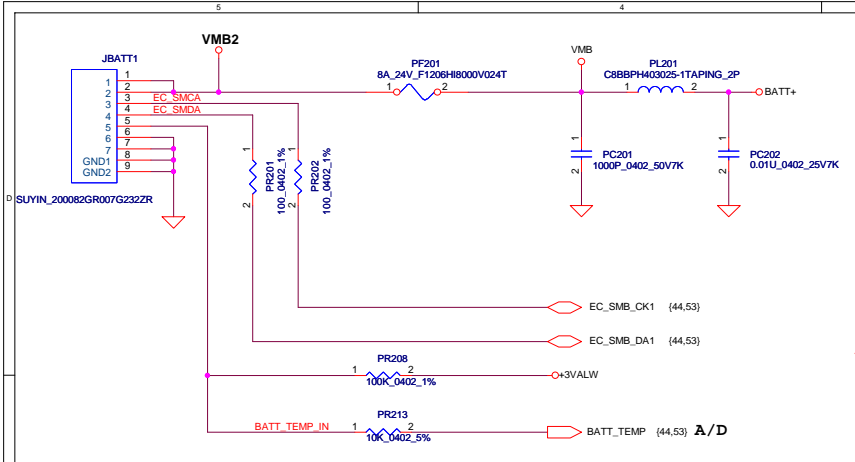 5
4
VMB2
JBATT1
PF201
8A_24V_F1206HI8000V024T
1
2
VMB
PL201
C8BBPH403025-1TAPING_2P
1
2
BATT+
1
1
2
2
3
3
EC_SMCA
4
4
EC_SMDA
5
5
6
6
7
7
GND1
8
GND2
9
D
SUYIN_200082GR007G232ZR
1
PR201
100_0402_1%
2
1
PR202
100_0402_1%
2
1
PC201
1000P_0402_50V7K
2
1
PC202
0.01U_0402_25V7K
2
EC_SMB_CK1 {44,53}
EC_SMB_DA1 {44,53}
PR208
1
2
100K_0402_1%
+3VALW
PR213
BATT_TEMP_IN
1
2
10K_0402_5%
BATT_TEMP {44,53} A/D